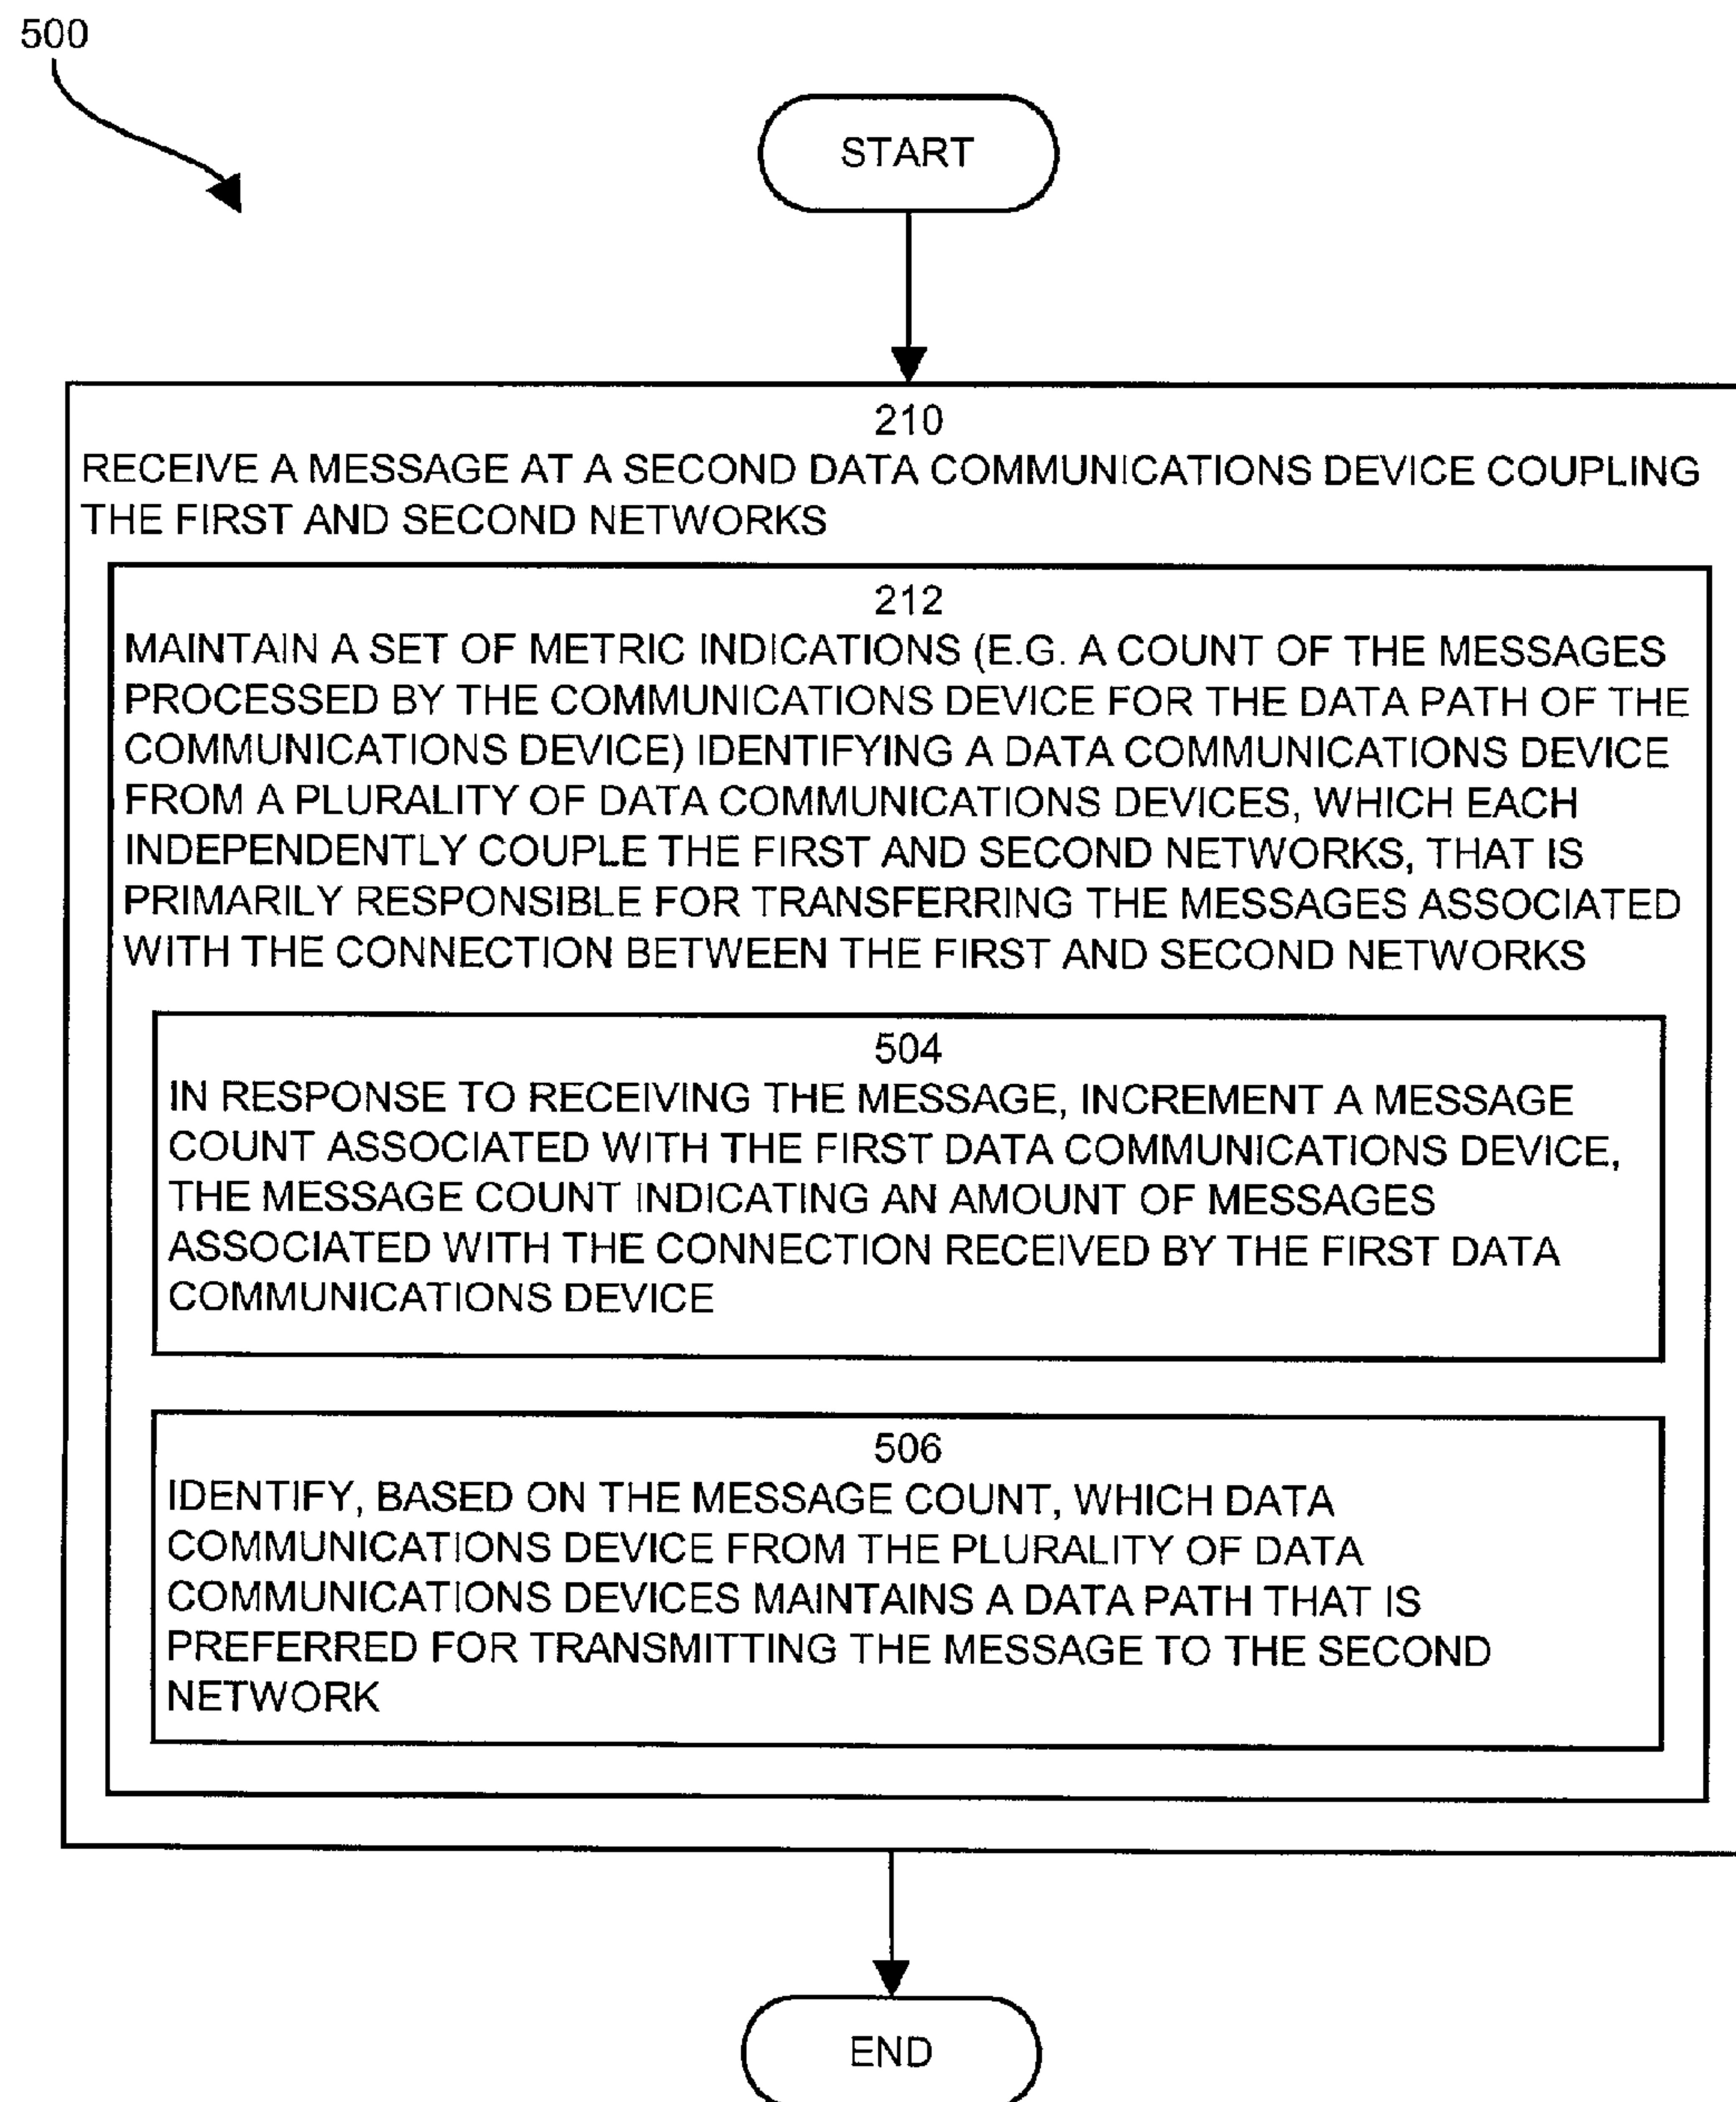 500
START
210
RECEIVE A MESSAGE AT A SECOND DATA COMMUNICATIONS DEVICE COUPLING
THE FIRST AND SECOND NETWORKS
212
MAINTAIN A SET OF METRIC INDICATIONS (E.G. A COUNT OF THE MESSAGES
PROCESSED BY THE COMMUNICATIONS DEVICE FOR THE DATA PATH OF THE
COMMUNICATIONS DEVICE) IDENTIFYING A DATA COMMUNICATIONS DEVICE
FROM A PLURALITY OF DATA COMMUNICATIONS DEVICES, WHICH EACH
INDEPENDENTLY COUPLE THE FIRST AND SECOND NETWORKS, THAT IS
PRIMARILY RESPONSIBLE FOR TRANSFERRING THE MESSAGES ASSOCIATED
WITH THE CONNECTION BETWEEN THE FIRST AND SECOND NETWORKS
504
IN RESPONSE TO RECEIVING THE MESSAGE, INCREMENT A MESSAGE
COUNT ASSOCIATED WITH THE FIRST DATA COMMUNICATIONS DEVICE,
THE MESSAGE COUNT INDICATING AN AMOUNT OF MESSAGES
ASSOCIATED WITH THE CONNECTION RECEIVED BY THE FIRST DATA
COMMUNICATIONS DEVICE
506
IDENTIFY, BASED ON THE MESSAGE COUNT, WHICH DATA
COMMUNICATIONS DEVICE FROM THE PLURALITY OF DATA
COMMUNICATIONS DEVICES MAINTAINS A DATA PATH THAT IS
PREFERRED FOR TRANSMITTING THE MESSAGE TO THE SECOND
NETWORK
END